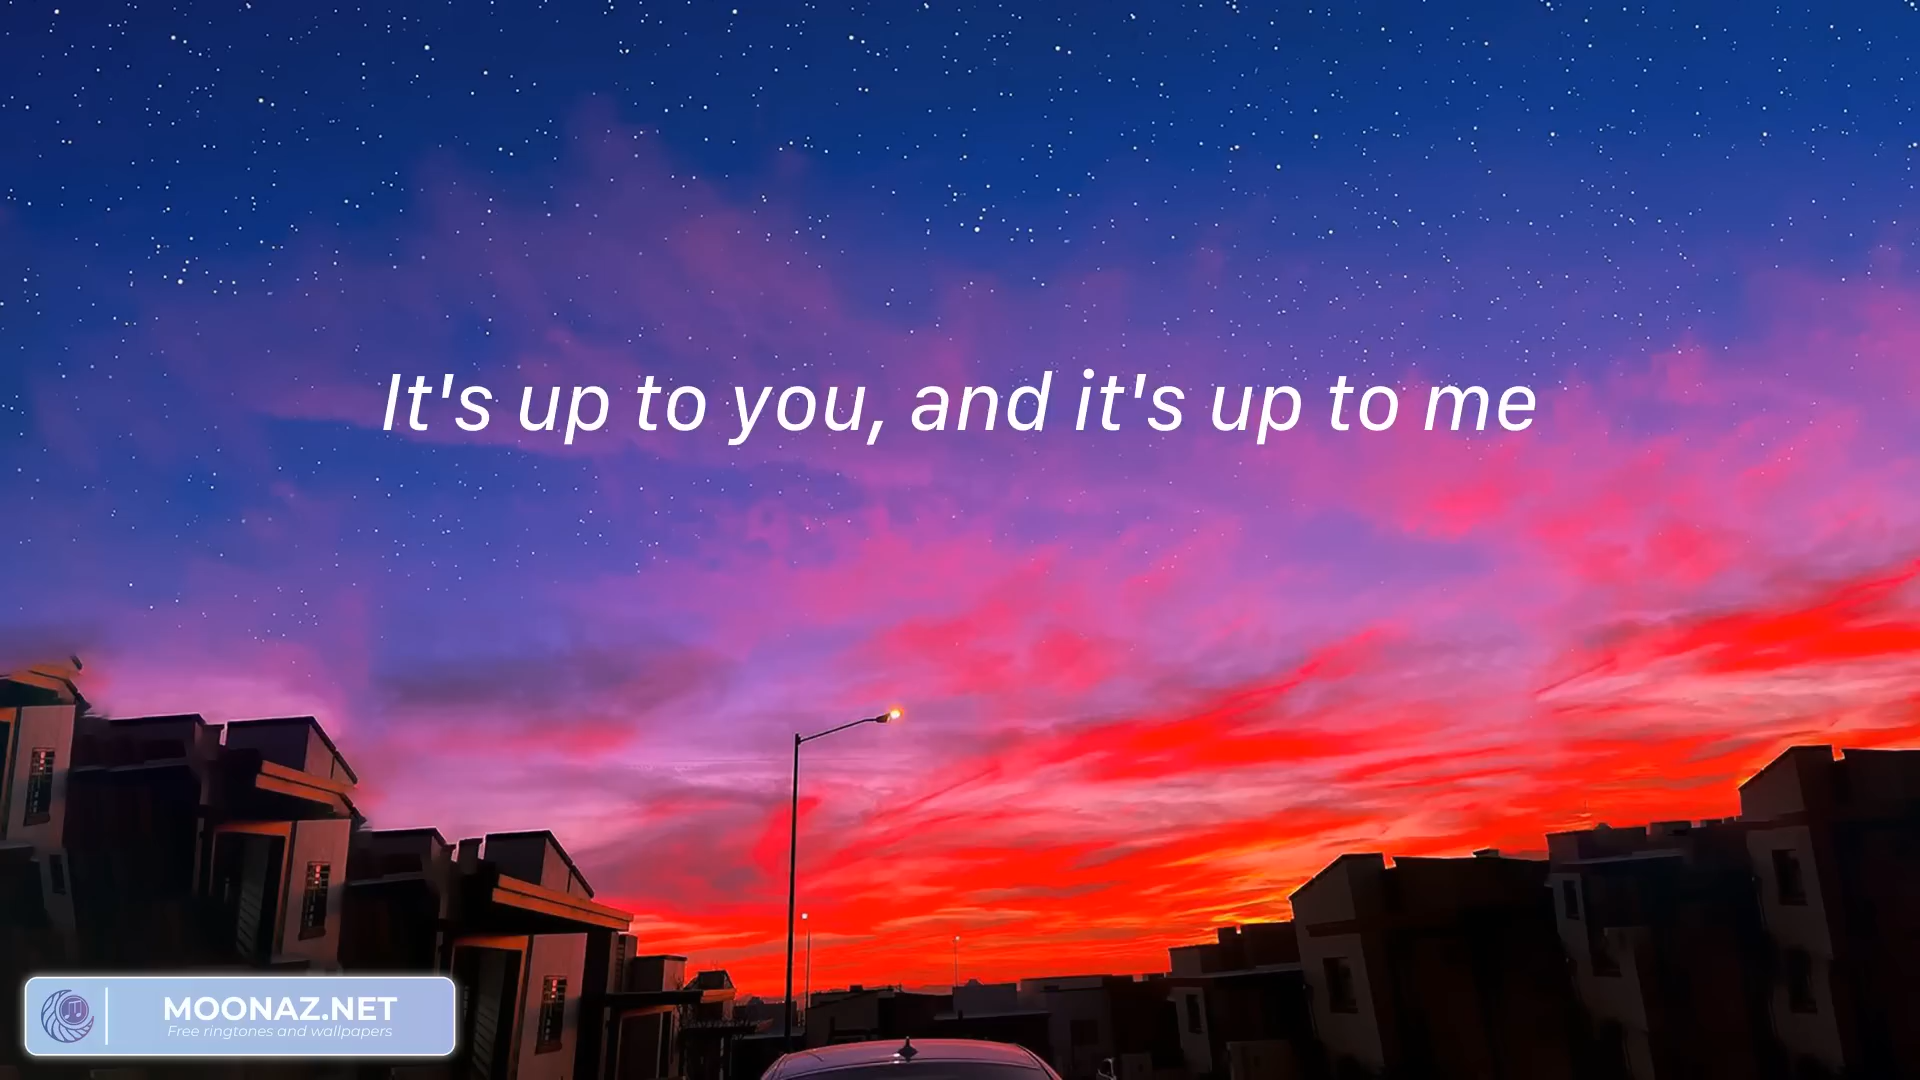 It's up to you, and it's up to me
MOONAZ.NET
Free ringtones and wallpapers